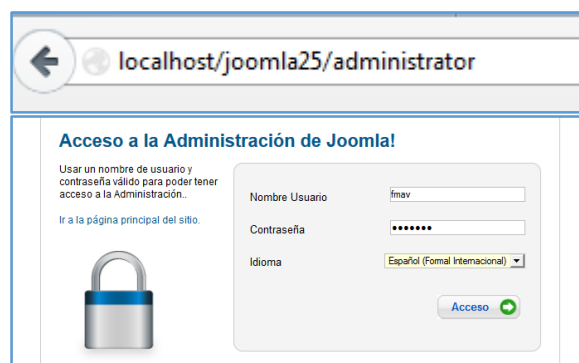 localhost/joomla25/administrator
Acceso a la Administración de Joomla!
Usar un nombre de usuario y
contraseña válido para poder tener
acceso a la Administración..
Ir a la página principal del sitio.
Nombre Usuario
fmav
Contraseña
•••••••
Idioma
Español (Formal Internacional)
Acceso